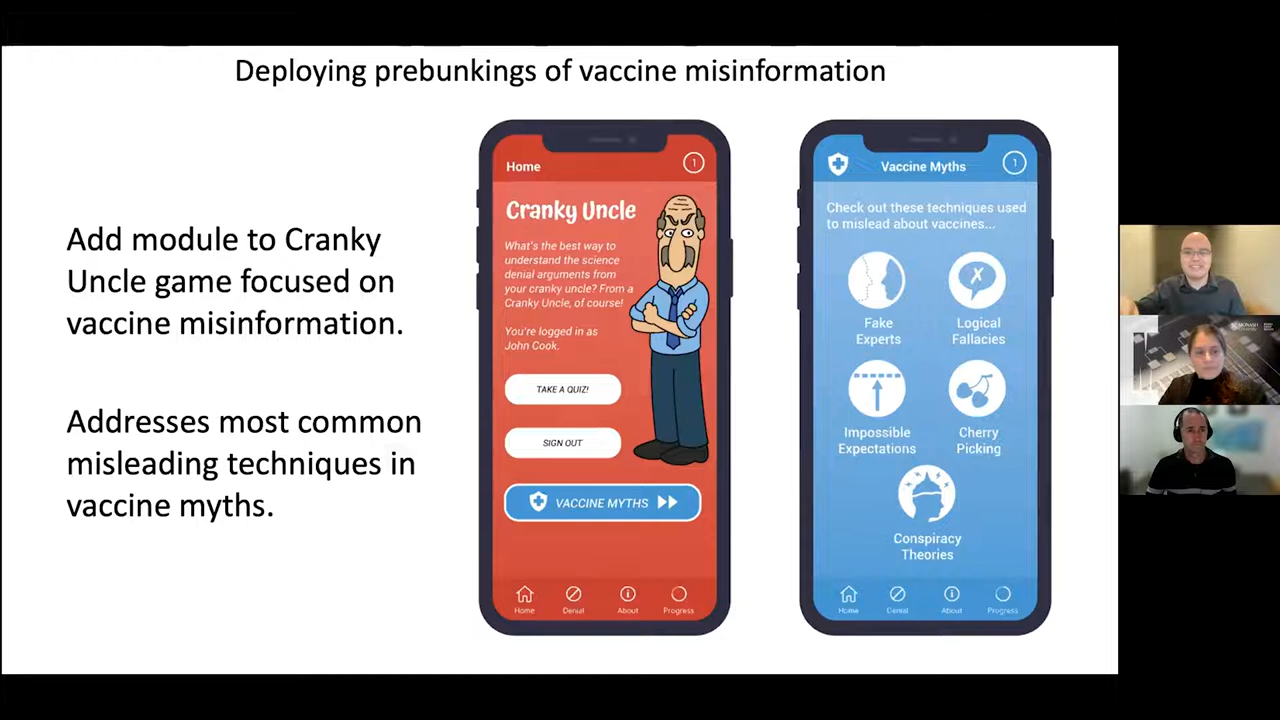 Deploying prebunkings of vaccine misinformation
Add module to Cranky
Uncle game focused on
vaccine misinformation.
Addresses most common
misleading techniques in
vaccine myths.
Home
1
Cranky Uncle
What's the best way to
understand the science
denial arguments from
your cranky uncle? From a
Cranky Uncle, of course!
You're logged in as
John Cook.
TAKE A QUIZ!
SIGN OUT
VACCINE MYTHS
Home
Denial
About
Progress
Vaccine Myths
1
Check out these techniques used
to mislead about vaccines...
Fake
Experts
Logical
Fallacies
Impossible
Expectations
Cherry
Picking
Conspiracy
Theories
Home
Denial
About
Progress
MONASH
University